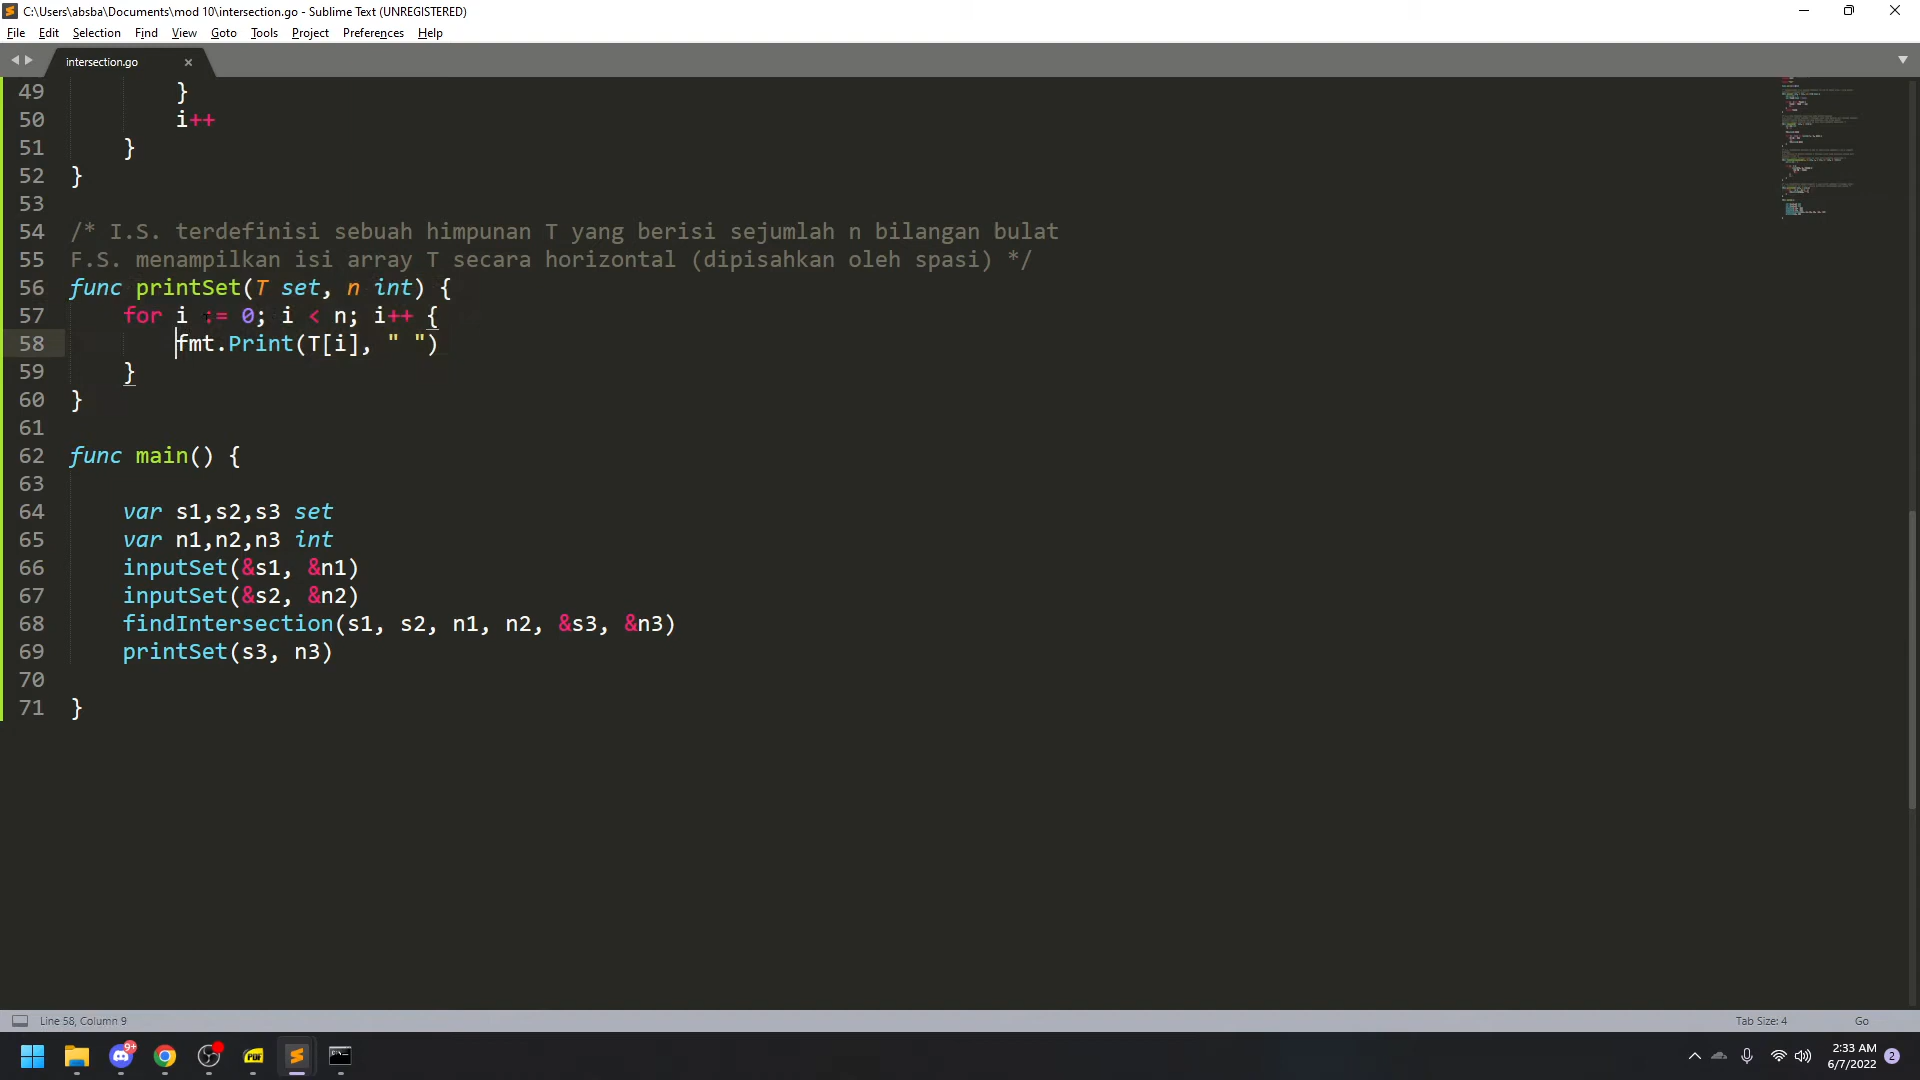 C:\Users\absba\Documents\mod 10\intersection.go - Sublime Text (UNREGISTERED)
File Edit Selection Find View Goto Tools Project Preferences Help
intersection.go
49 }
50 i++
51 }
52 }
53
54 /* I.S. terdefinisi sebuah himpunan T yang berisi sejumlah n bilangan bulat
55 F.S. menampilkan isi array T secara horizontal (dipisahkan oleh spasi) */
56 func printSet(T set, n int) {
57 for i := 0; i < n; i++ {
58 fmt.Print(T[i], " ")
59 }
60 }
61
62 func main() {
63
64 var s1,s2,s3 set
65 var n1,n2,n3 int
66 inputSet(&s1, &n1)
67 inputSet(&s2, &n2)
68 findIntersection(s1, s2, n1, n2, &s3, &n3)
69 printSet(s3, n3)
70
71 }
Line 58, Column 9 Tab Size: 4 Go
9+ PDF 2:33 AM
6/7/2022 2